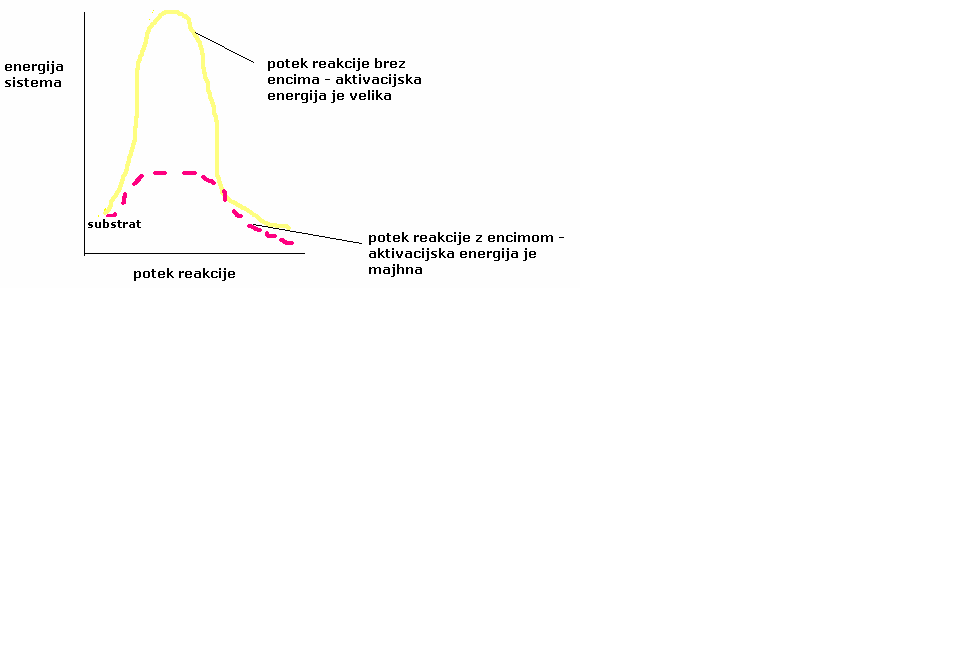 energija
sistema
potek reakcije brez
encima - aktivacijska
energija je velika
substrat
potek reakcije z encimom -
aktivacijska energija je
majhna
potek reakcije